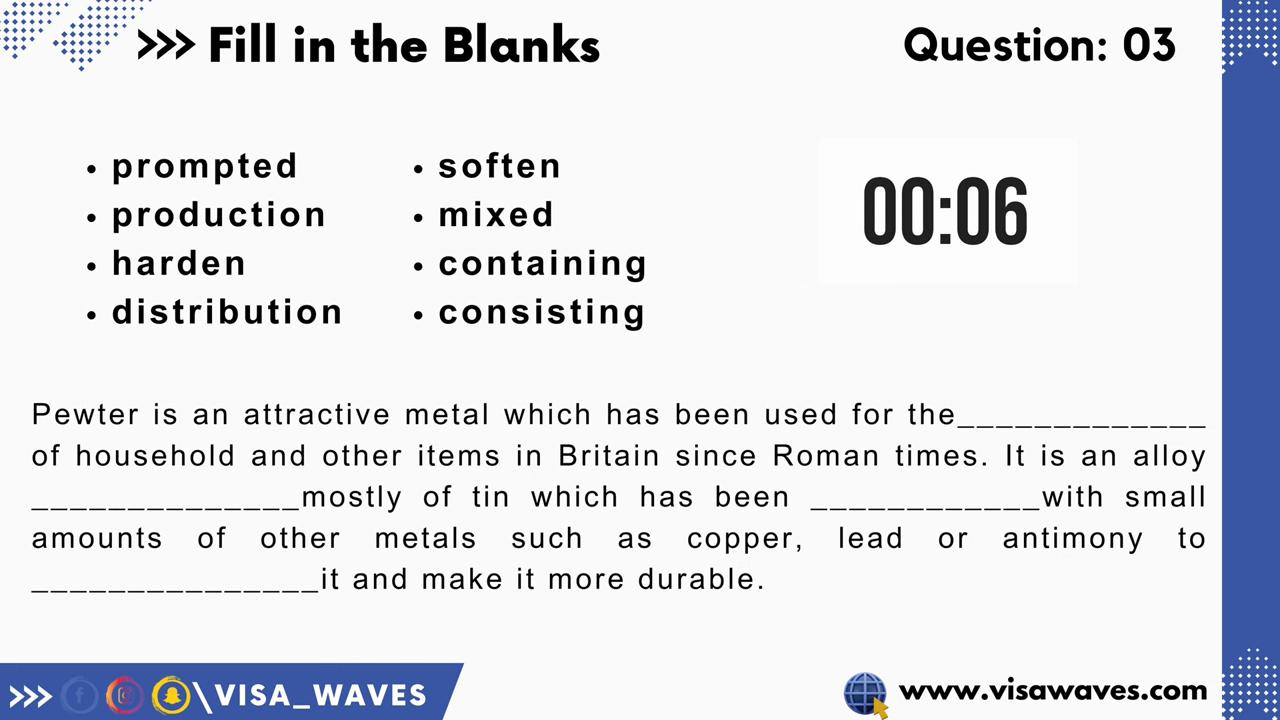 >>> Fill in the Blanks
Question: 03
• prompted
• production
• harden
• distribution
• soften
• mixed
• containing
• consisting
00:06
Pewter is an attractive metal which has been used for the_____________
of household and other items in Britain since Roman times. It is an alloy
______________mostly of tin which has been ____________with small
amounts of other metals such as copper, lead or antimony to
_______________it and make it more durable.
>>> \VISA_WAVES
www.visawaves.com